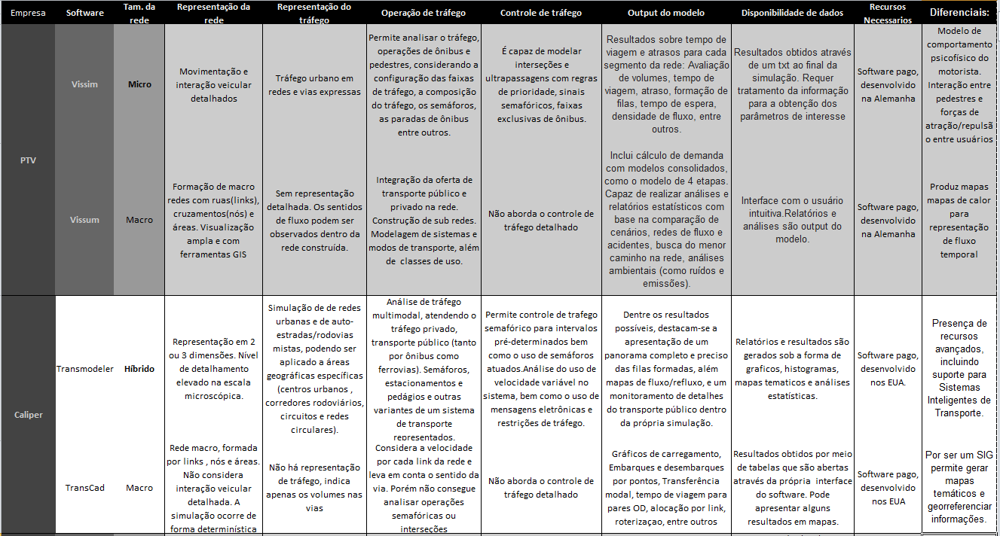 Empresa
Software
Tam. da
rede
Representação da
rede
Representação do
tráfego
Operação de tráfego
Controle de tráfego
Output do modelo
Disponibilidade de dados
Recursos
Necessarios
Diferenciais:
PTV
Vissim
Micro
Movimentação e
interação veicular
detalhados
Tráfego urbano em
redes e vias expressas
Permite analisar o tráfego,
operações de ônibus e
pedestres, considerando a
configuração das faixas
de tráfego, a composição
do tráfego, os semáforos,
as paradas de ônibus
entre outros.
É capaz de modelar
interseções e
ultrapassagens com regras
de prioridade, sinais
semafóricos, faixas
exclusivas de ônibus.
Resultados sobre tempo de
viagem e atrasos para cada
segmento da rede: Avaliação
de volumes, tempo de
viagem, atraso, formação de
filas, tempo de espera,
densidade de fluxo, entre
outros.
Resultados obtidos através
de um txt ao final da
simulação. Requer
tratamento da informação
para a obtenção dos
parâmetros de interesse
Software pago,
desenvolvido
na Alemanha
Modelo de
comportamento
psicofísico do
motorista.
Interação entre
pedestres e
forças de
atração/repulsã
o entre usuários
Vissum
Macro
Formação de macro
redes com ruas(links),
cruzamentos(nós) e
áreas. Visualização
ampla e com
ferramentas GIS
Sem representação
detalhada. Os sentidos
de fluxo podem ser
observados dentro da
rede construída.
Integração da oferta de
transporte público e
privado na rede.
Construção de sub redes.
Modelagem de sistemas e
modos de transporte, além
de  classes de uso.
Não aborda o controle de
tráfego detalhado
Inclui cálculo de demanda
com modelos consolidados,
como o modelo de 4 etapas.
Capaz de realizar análises e
relatórios estatísticos com
base na comparação de
cenários, redes de fluxo e
acidentes, busca do menor
caminho na rede, análises
ambientais (como ruídos e
emissões).
Interface com o usuário
intuitiva.Relatórios e
análises são output do
modelo.
Software pago,
desenvolvido
na Alemanha
Produz mapas
mapas de calor
para
representação
de fluxo
temporal
Caliper
Transmodeler
Híbrido
Representação em 2
ou 3 dimensões. Nível
de detalhamento
elevado na escala
microscópica.
Simulação de de redes
urbanas e de auto-
estradas/rodovias
mistas, podendo ser
aplicado a áreas
geográficas específicas
(centros urbanos ,
corredores rodoviários,
circuitos e redes
circulares).
Análise de tráfego
multimodal, atendendo o
tráfego privado,
transporte público (tanto
por ônibus como
ferrovias). Semáforos,
estacionamentos e
pedágios e outras
variantes de um sistema
de transporte
representados.
Permite controle de trafego
semafórico para intervalos
pré-determinados bem
como o uso de semáforos
atuados.Análise do uso de
velocidade variável no
sistema, bem como o uso de
mensagens eletrônicas e
restrições de tráfego.
Dentre os resultados
possíveis, destacam-se a
apresentação de um
panorama completo e preciso
das filas formadas, além
mapas de fluxo/refluxo, e um
monitoramento de detalhes
do transporte público dentro
da própria simulação.
Relatórios e resultados são
gerados sob a forma de
graficos, histogramas,
mapas tematicos e análises
estatísticas.
Software pago,
desenvolvido
nos EUA.
Presença de
recursos
avançados,
incluindo
suporte para
Sistemas
Inteligentes de
Transporte.
TransCad
Macro
Rede macro, formada
por links , nós e áreas.
Não considera
interação veicular
detalhada. A
simulação ocorre de
forma determinística
Não há representação
de tráfego, indica
apenas os volumes nas
vias
Considera a velocidade
por cada link da rede e
leva em conta o sentido da
via. Porém não consegue
analisar operações
semafóricas ou
interseções
Não aborda o controle de
tráfego detalhado
Gráficos de carregamento,
Embarques e desembarques
por pontos, Transferência
modal, tempo de viagem para
pares OD, alocação por link,
roterizaçao, entre outros
Resultados obtidos por meio
de tabelas que são abertas
através da própria  interface
do software. Pode
apresentar alguns
resultados em mapas.
Software pago,
desenvolvido
nos EUA
Por ser um SIG
permite gerar
mapas
temáticos e
georreferenciar
informações.